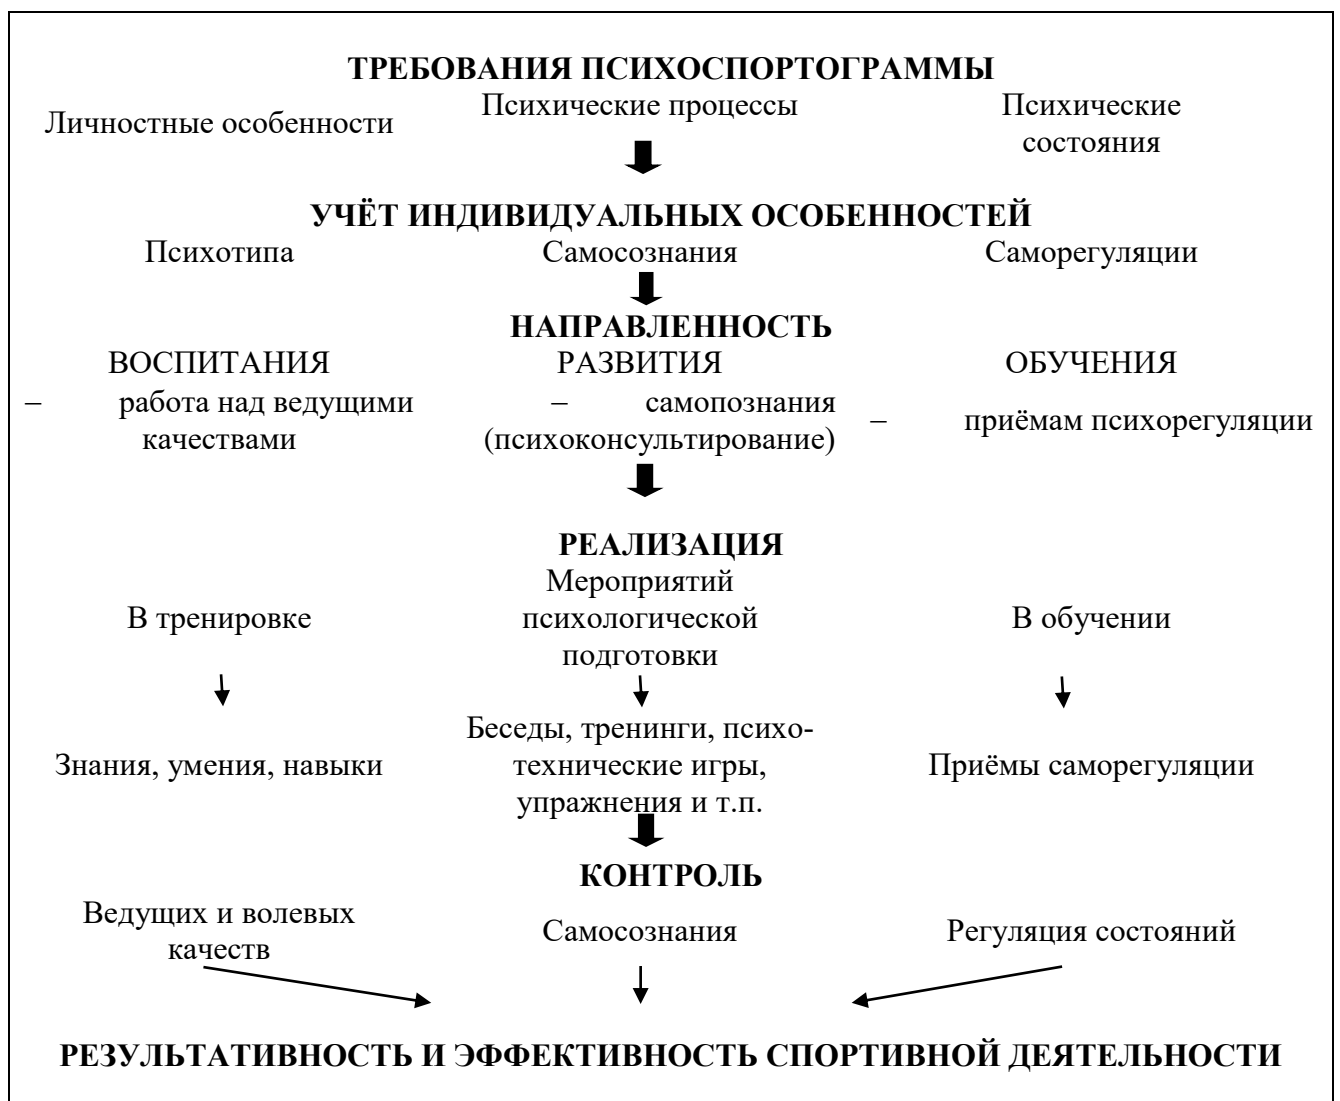 ТРЕБОВАНИЯ ПСИХОСПОРТОГРАММЫ
Личностные особенности
Психические процессы
Психические
состояния
УЧЁТ ИНДИВИДУАЛЬНЫХ ОСОБЕННОСТЕЙ
Психотипа
Самосознания
Саморегуляции
НАПРАВЛЕННОСТЬ
ВОСПИТАНИЯ
– работа над ведущими
качествами
РАЗВИТИЯ
– самопознания
(психоконсультирование)
ОБУЧЕНИЯ
– приёмам психорегуляции
РЕАЛИЗАЦИЯ
В тренировке
Мероприятий
психологической
подготовки
В обучении
Знания, умения, навыки
Беседы, тренинги, психо-
технические игры,
упражнения и т.п.
Приёмы саморегуляции
КОНТРОЛЬ
Ведущих и волевых
качеств
Самосознания
Регуляция состояний
РЕЗУЛЬТАТИВНОСТЬ И ЭФФЕКТИВНОСТЬ СПОРТИВНОЙ ДЕЯТЕЛЬНОСТИ